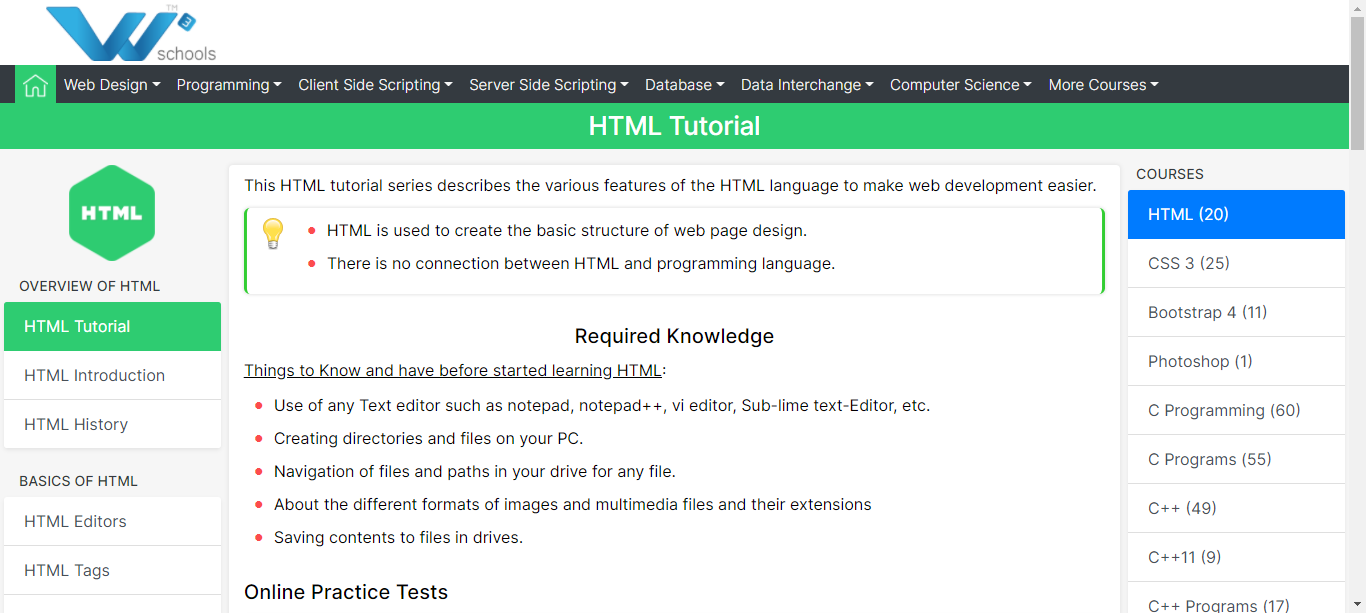 TM
W3
schools
Web Design Programming Client Side Scripting Server Side Scripting Database Data Interchange Computer Science More Courses
HTML Tutorial
HTML
OVERVIEW OF HTML
HTML Tutorial
HTML Introduction
HTML History
BASICS OF HTML
HTML Editors
HTML Tags
This HTML tutorial series describes the various features of the HTML language to make web development easier.
HTML is used to create the basic structure of web page design.
There is no connection between HTML and programming language.
Required Knowledge
Things to Know and have before started learning HTML:
Use of any Text editor such as notepad, notepad++, vi editor, Sub-lime text-Editor, etc.
Creating directories and files on your PC.
Navigation of files and paths in your drive for any file.
About the different formats of images and multimedia files and their extensions
Saving contents to files in drives.
Online Practice Tests
COURSES
HTML (20)
CSS 3 (25)
Bootstrap 4 (11)
Photoshop (1)
C Programming (60)
C Programs (55)
C++ (49)
C++11 (9)
C++ Programs (17)